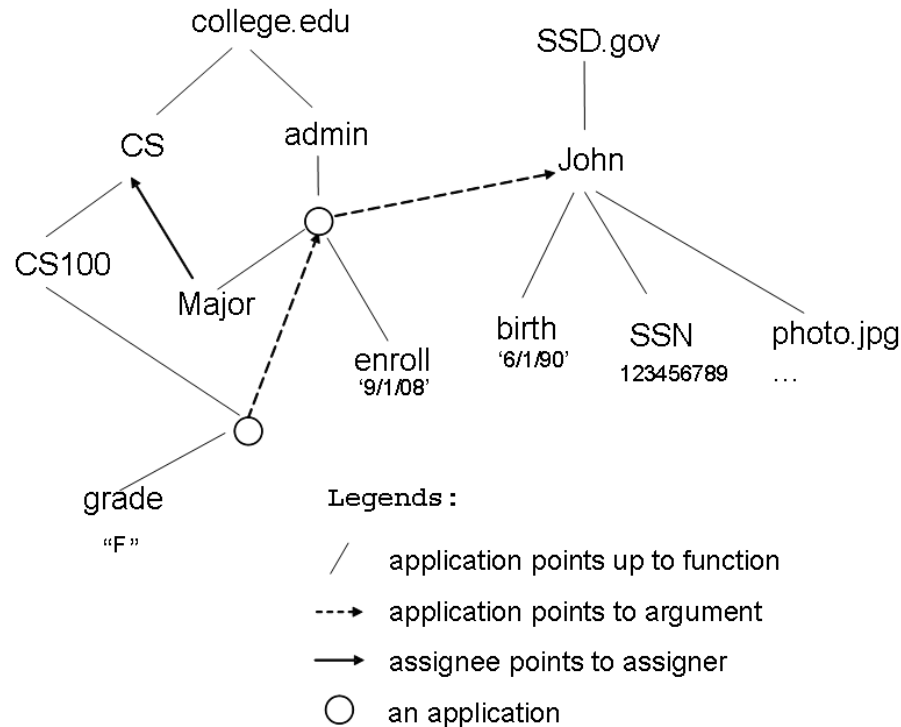 college.edu
SSD.gov
CS
admin
John
CS100
Major
enroll
‘9/1/08’
birth
‘6/1/90’
SSN
123456789
photo.jpg
...
grade
“F”
Legends:
application points up to function
application points to argument
assignee points to assigner
an application